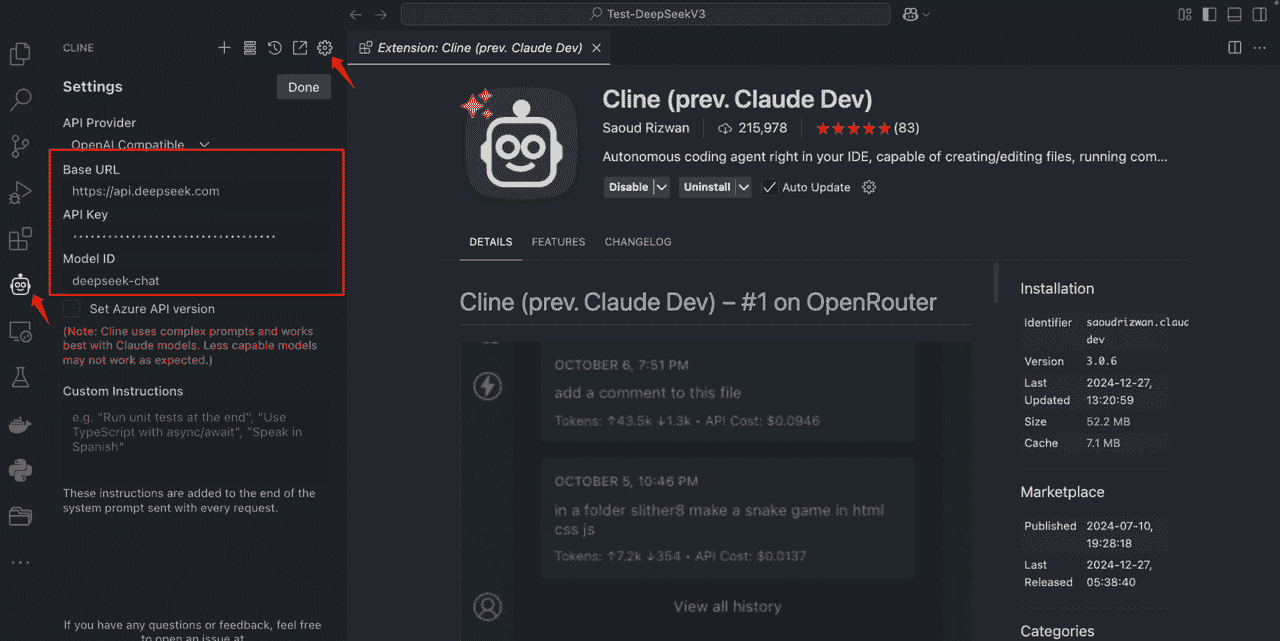 Test-DeepSeekV3
CLINE
Settings
Done
API Provider
OpenAI Compatible
Base URL
https://api.deepseek.com
API Key
Model ID
deepseek-chat
Set Azure API version
(Note: Cline uses complex prompts and works
best with Claude models. Less capable models
may not work as expected.)
Custom Instructions
e.g. "Run unit tests at the end", "Use
TypeScript with async/await", "Speak in
Spanish"
These instructions are added to the end of the
system prompt sent with every request.
If you have any questions or feedback, feel free
to open an issue at
Extension: Cline (prev. Claude Dev)
Cline (prev. Claude Dev)
Saoud Rizwan
215,978
(83)
Autonomous coding agent right in your IDE, capable of creating/editing files, running com...
Disable
Uninstall
Auto Update
DETAILS
FEATURES
CHANGELOG
Cline (prev. Claude Dev) – #1 on OpenRouter
OCTOBER 6, 7:51 PM
add a comment to this file
Tokens: ↑43.5k ↓1.3k • API Cost: $0.0946
OCTOBER 5, 10:46 PM
in a folder slither8 make a snake game in html
css js
Tokens: ↑7.2k ↓354 • API Cost: $0.0137
View all history
Installation
Identifier saoudrizwan.clauc
dev
Version 3.0.6
Last 2024-12-27,
Updated 13:20:59
Size 52.2 MB
Cache 7.1 MB
Marketplace
Published 2024-07-10,
19:28:18
Last 2024-12-27,
Released 05:38:40
Categories